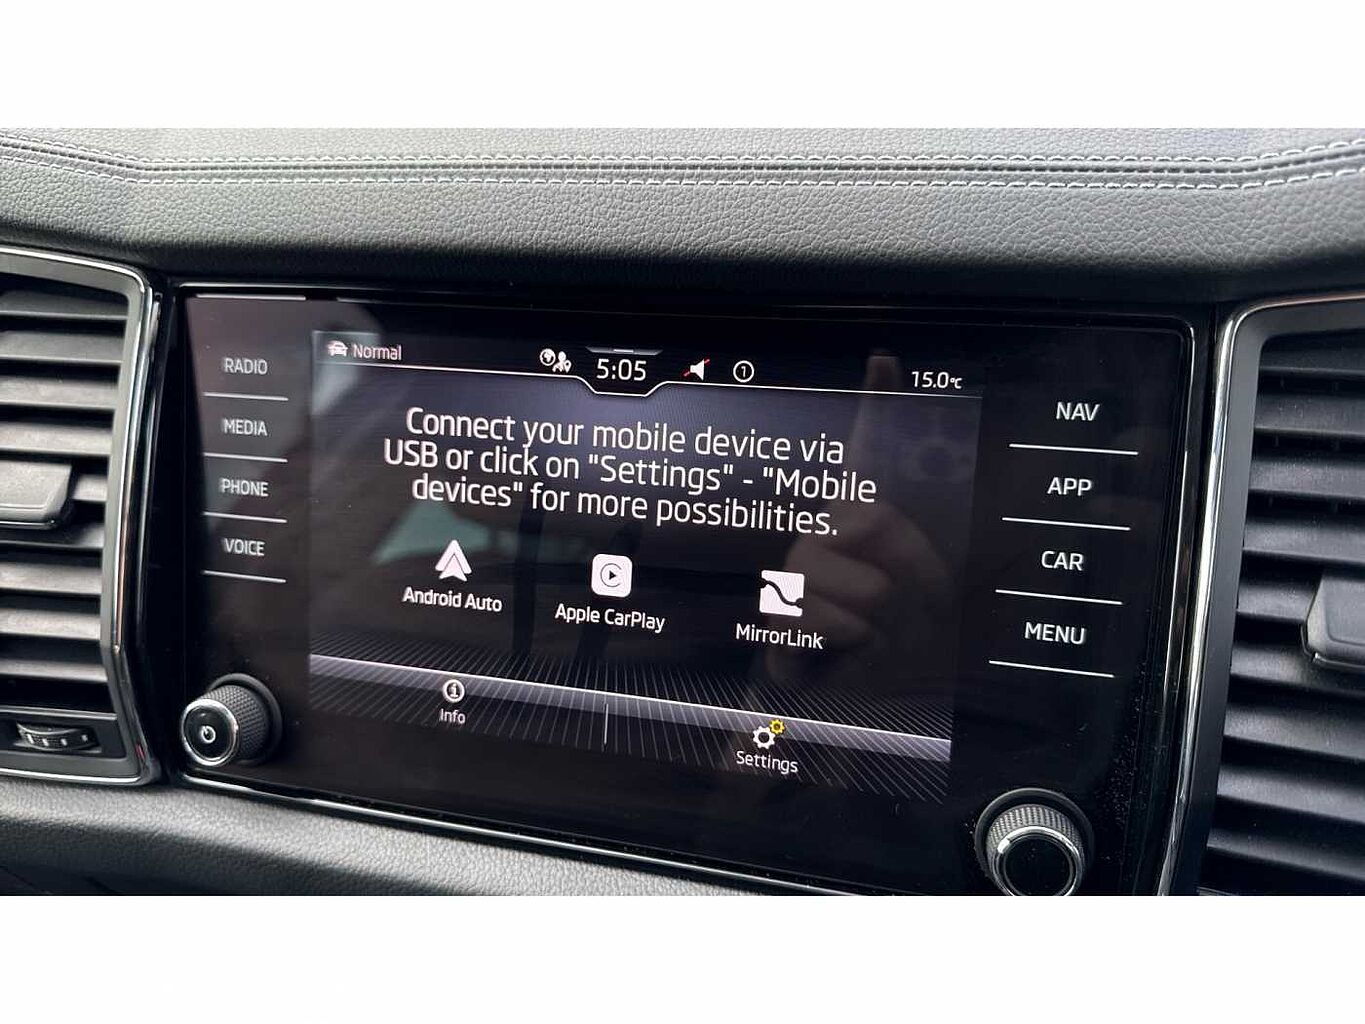 RADIO
MEDIA
PHONE
VOICE
Normal
5:05
1
15.0°C
Connect your mobile device via
USB or click on "Settings" - "Mobile
devices" for more possibilities.
Android Auto
Apple CarPlay
MirrorLink
Info
Settings
NAV
APP
CAR
MENU